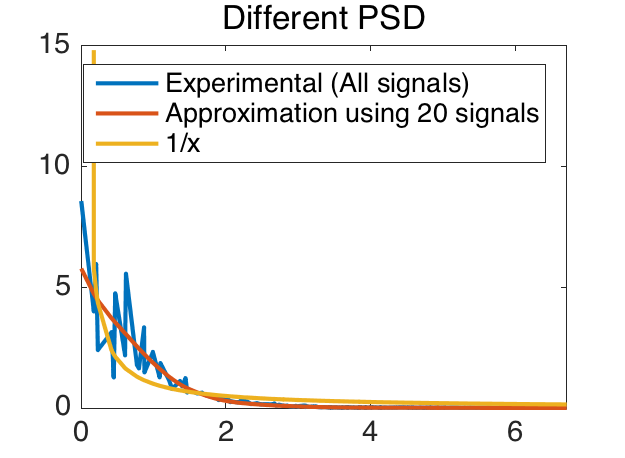 Different PSD
15
Experimental (All signals)
Approximation using 20 signals
1/x
10
5
0
0 2 4 6